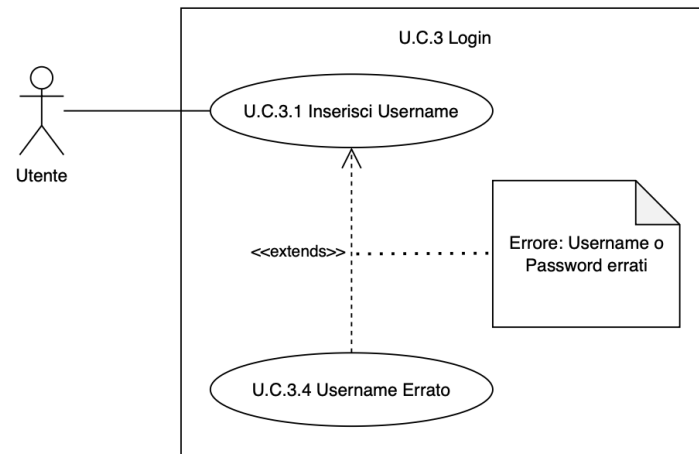 U.C.3 Login
U.C.3.1 Inserisci Username
Utente
<<extends>>
Errore: Username o
Password errati
U.C.3.4 Username Errato